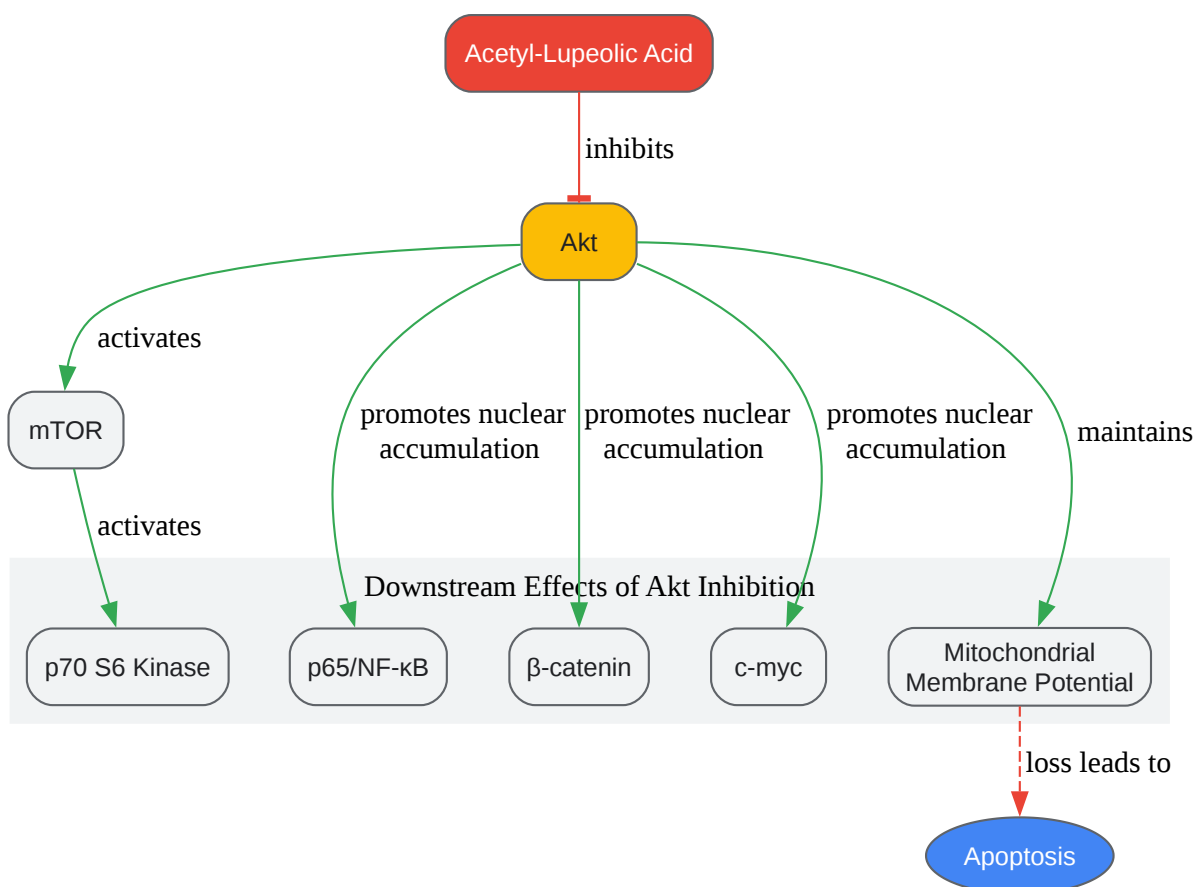 Acetyl-Lupeolic Acid
inhibits
Akt
activates
mTOR
promotes nuclear
accumulation
promotes nuclear
accumulation
promotes nuclear
accumulation
maintains
activates
Downstream Effects of Akt Inhibition
p70 S6 Kinase
p65/NF-κB
β-catenin
c-myc
Mitochondrial
Membrane Potential
loss leads to
Apoptosis